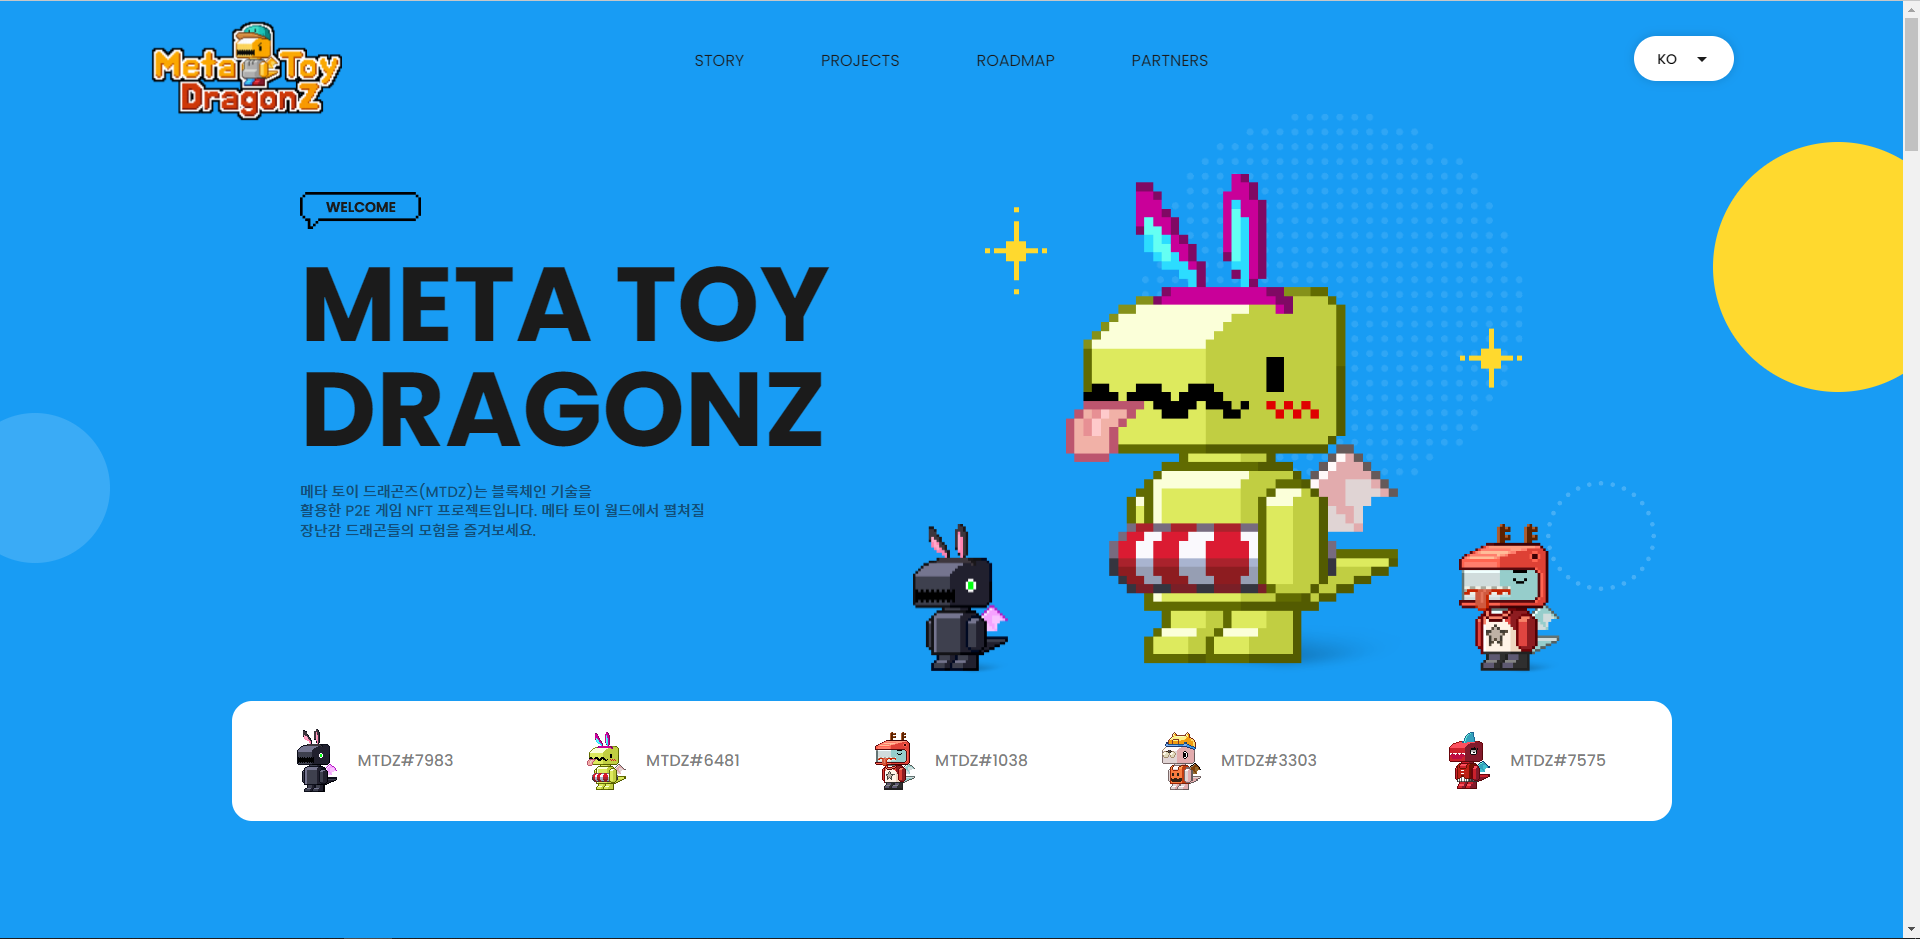 Meta Toy
DragonZ
STORY
PROJECTS
ROADMAP
PARTNERS
KO
WELCOME
META TOY
DRAGONZ
메타 토이 드래곤즈(MTDZ)는 블록체인 기술을
활용한 P2E 게임 NFT 프로젝트입니다. 메타 토이 월드에서 펼쳐질
장난감 드래곤들의 모험을 즐겨보세요.
MTDZ#7983
MTDZ#6481
MTDZ#1038
MTDZ#3303
MTDZ#7575